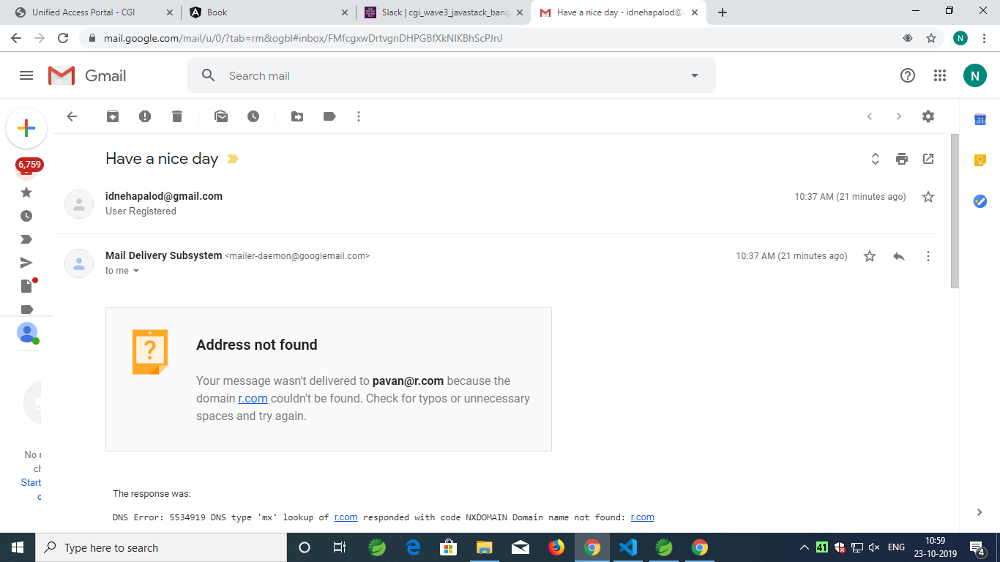 Unified Access Portal - CGI
Book
Slack | cgi_wave3_javastack_bang
Have a nice day - idnehapalod@
mail.google.com/mail/u/0/?tab=rm&ogbl#inbox/FMfcgxwDrtvgnDHPGBfXkNlKBhScPJnJ
N
Gmail
Search mail
N
6,759
31
Have a nice day
idnehapalod@gmail.com
10:37 AM (21 minutes ago)
User Registered
Mail Delivery Subsystem <mailer-daemon@googlemail.com>
10:37 AM (21 minutes ago)
to me
Address not found
Your message wasn't delivered to pavan@r.com because the
domain r.com couldn't be found. Check for typos or unnecessary
spaces and try again.
No
Start
The response was:
DNS Error: 5534919 DNS type 'mx' lookup of r.com responded with code NXDOMAIN Domain name not found: r.com
Type here to search
41
ENG
10:59
23-10-2019
4